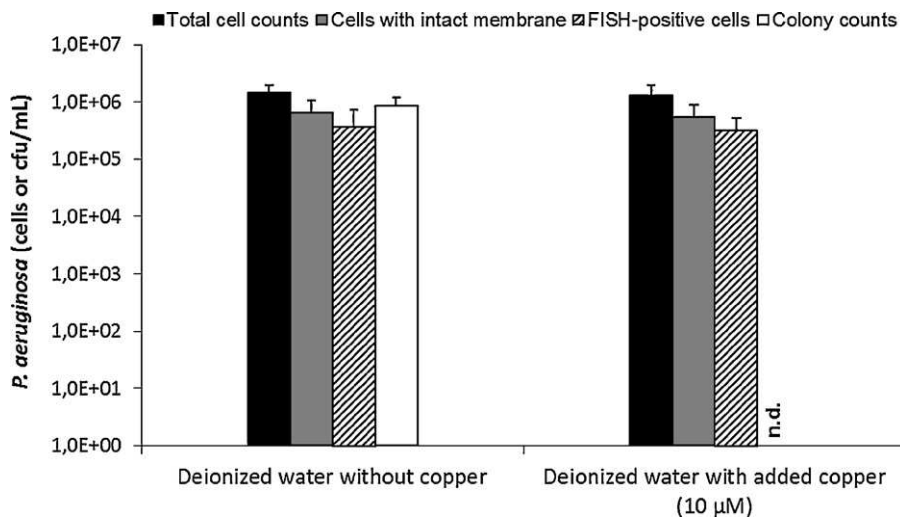 Total cell counts Cells with intact membrane FISH-positive cells Colony counts
P. aeruginosa (cells or cfu/mL)
1,0E+07
1,0E+06
1,0E+05
1,0E+04
1,0E+03
1,0E+02
1,0E+01
1,0E+00
n.d.
Deionized water without copper
Deionized water with added copper
(10 µM)